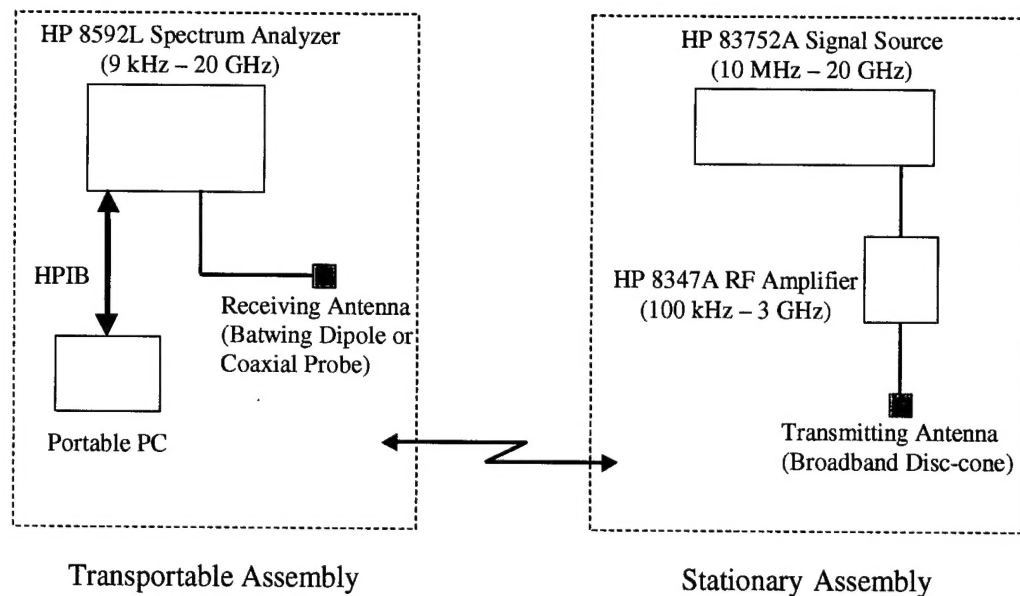 HP 8592L Spectrum Analyzer
(9 kHz – 20 GHz)
HPIB
Receiving Antenna
(Batwing Dipole or
Coaxial Probe)
Portable PC
Transportable Assembly
HP 83752A Signal Source
(10 MHz – 20 GHz)
HP 8347A RF Amplifier
(100 kHz – 3 GHz)
Transmitting Antenna
(Broadband Disc-cone)
Stationary Assembly